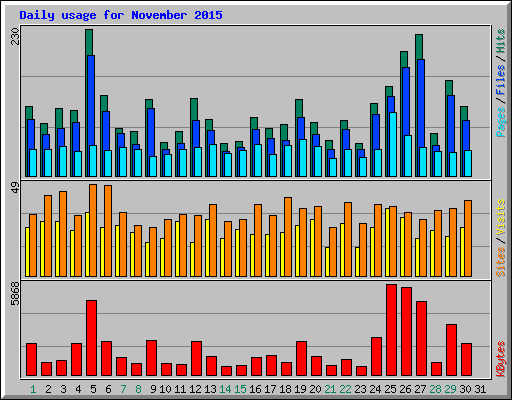 Daily usage for November 2015
230
Pages / Files / Hits
49
Sites / Visits
5868
KBytes
1 2 3 4 5 6 7 8 9 10 11 12 13 14 15 16 17 18 19 20 21 22 23 24 25 26 27 28 29 30 31